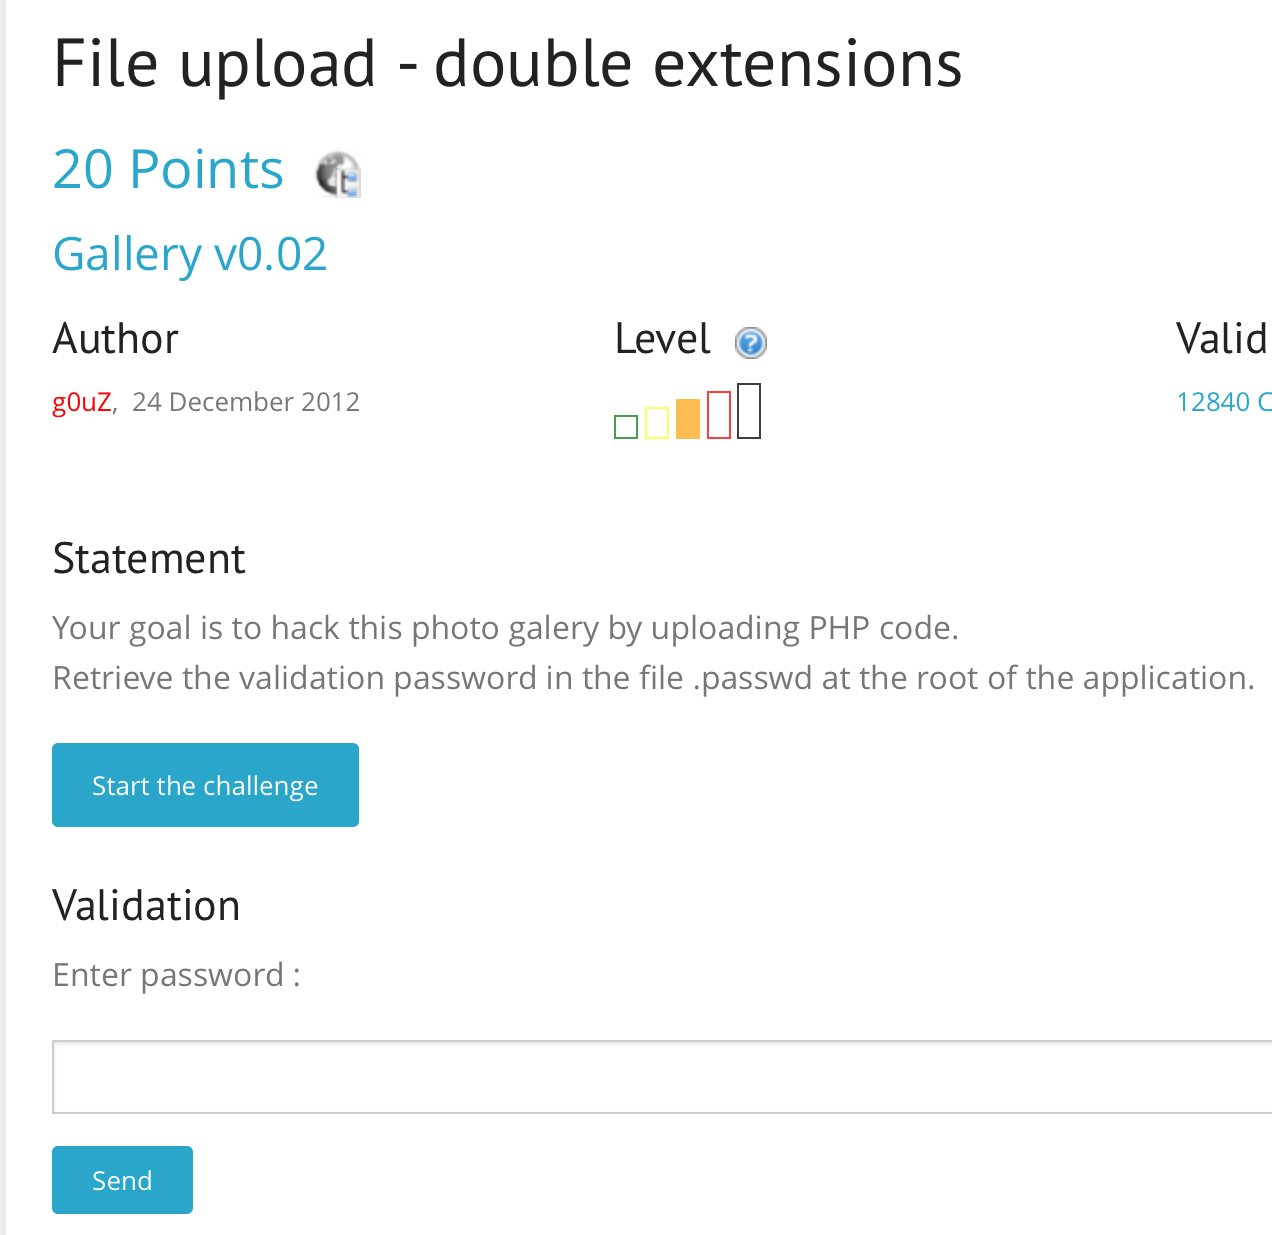 File upload - double extensions
20 Points
Gallery v0.02
Author
Level
Valid
g0uZ, 24 December 2012
12840 C
Statement
Your goal is to hack this photo galery by uploading PHP code.
Retrieve the validation password in the file .passwd at the root of the application.
Start the challenge
Validation
Enter password :
Send